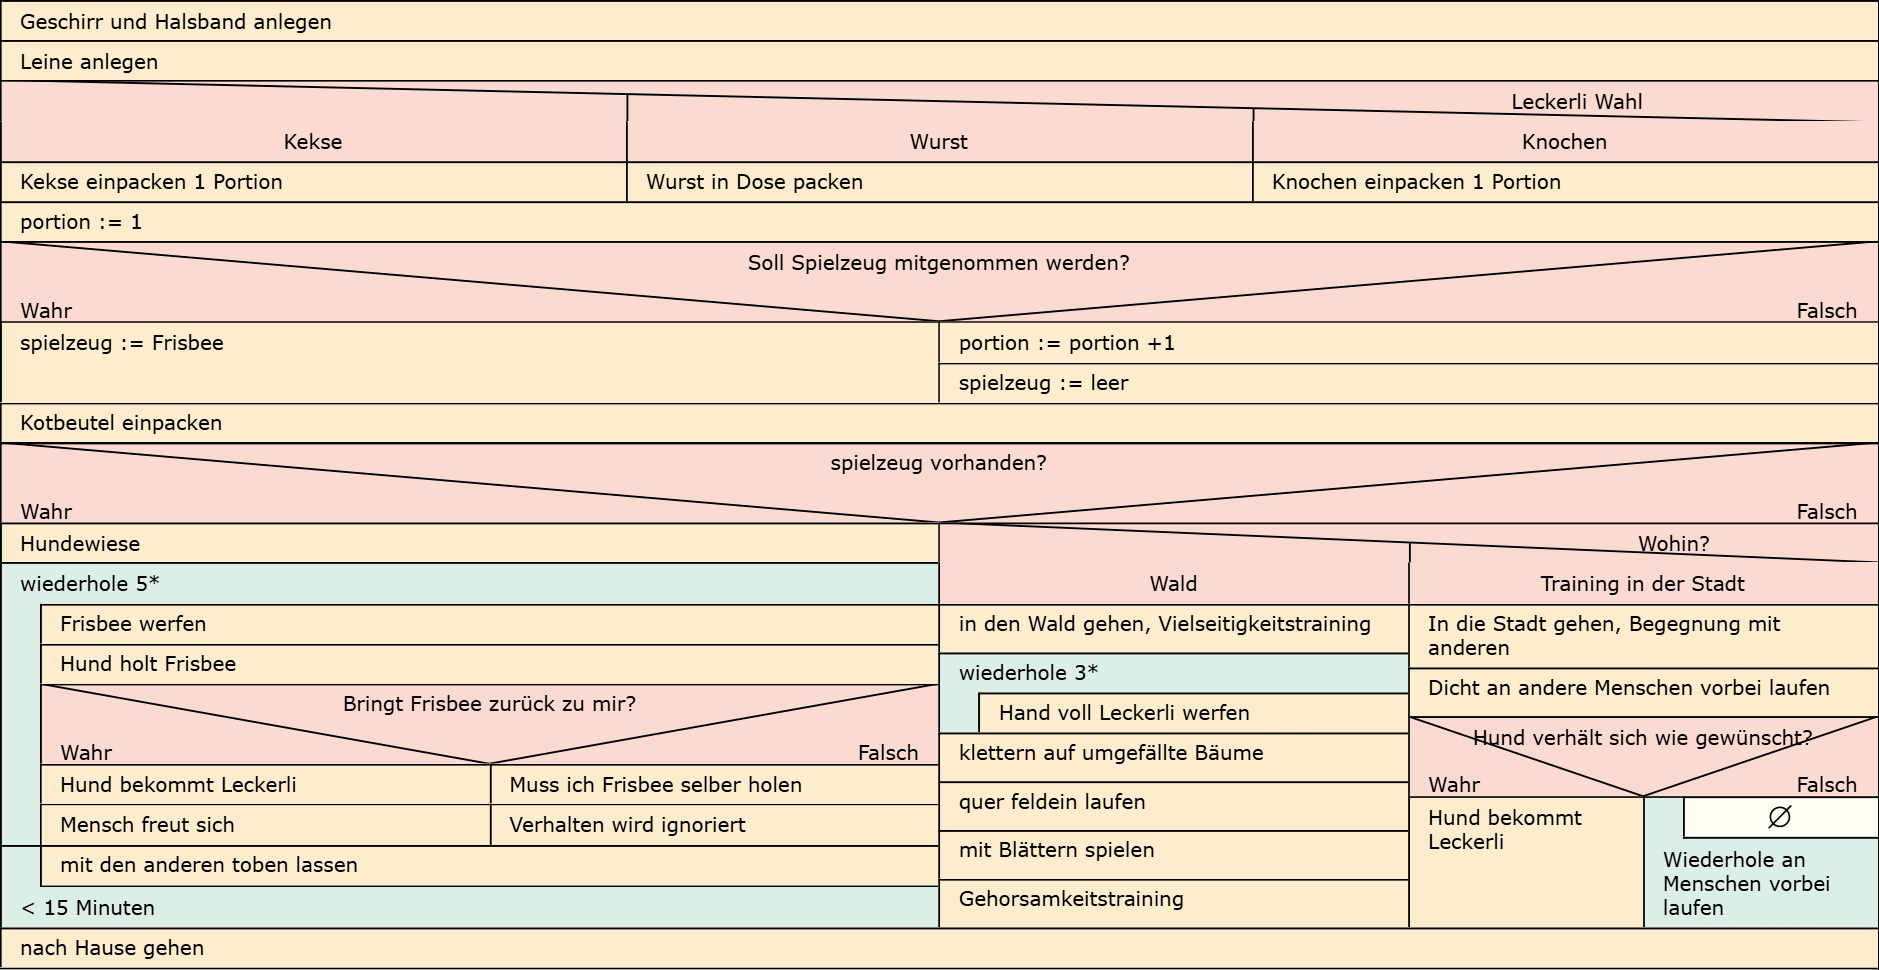 Geschirr und Halsband anlegen
Leine anlegen
Leckerli Wahl
Kekse
Wurst
Knochen
Kekse einpacken 1 Portion
Wurst in Dose packen
Knochen einpacken 1 Portion
portion := 1
Soll Spielzeug mitgenommen werden?
Wahr
Falsch
spielzeug := Frisbee
portion := portion +1
spielzeug := leer
Kotbeutel einpacken
spielzeug vorhanden?
Wahr
Falsch
Hundewiese
wiederhole 5*
Frisbee werfen
Hund holt Frisbee
Bringt Frisbee zurück zu mir?
Wahr
Falsch
Hund bekommt Leckerli
Mensch freut sich
Muss ich Frisbee selber holen
Verhalten wird ignoriert
mit den anderen toben lassen
< 15 Minuten
Wohin?
Wald
Training in der Stadt
in den Wald gehen, Vielseitigkeitstraining
wiederhole 3*
Hand voll Leckerli werfen
klettern auf umgefällte Bäume
quer feldein laufen
mit Blättern spielen
Gehorsamkeitstraining
In die Stadt gehen, Begegnung mit
anderen
Dicht an andere Menschen vorbei laufen
Hund verhält sich wie gewünscht?
Wahr
Falsch
Hund bekommt
Leckerli
∅
Wiederhole an
Menschen vorbei
laufen
nach Hause gehen